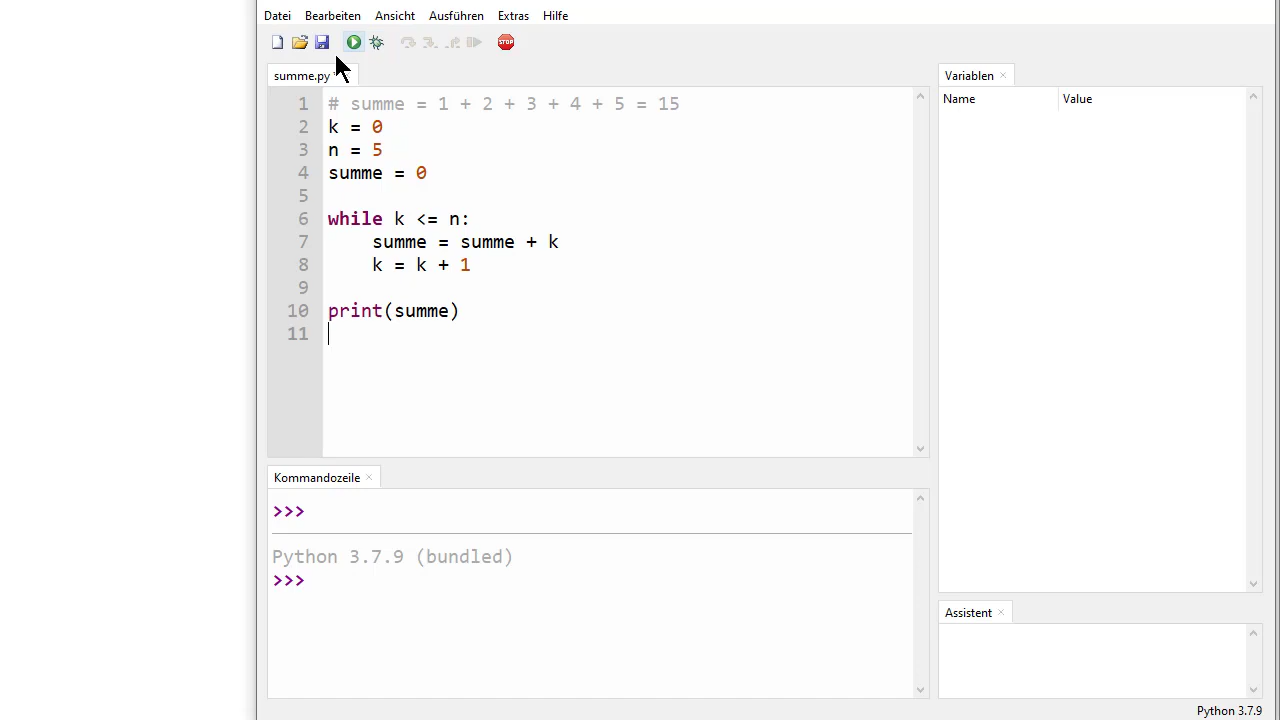 Datei Bearbeiten Ansicht Ausführen Extras Hilfe
STOP
summe.py *
1 # summe = 1 + 2 + 3 + 4 + 5 = 15
2 k = 0
3 n = 5
4 summe = 0
5
6 while k <= n:
7     summe = summe + k
8     k = k + 1
9
10 print(summe)
11
Kommandozeile ×
>>>
Python 3.7.9 (bundled)
>>>
Variablen ×
Name Value
Assistent ×
Python 3.7.9